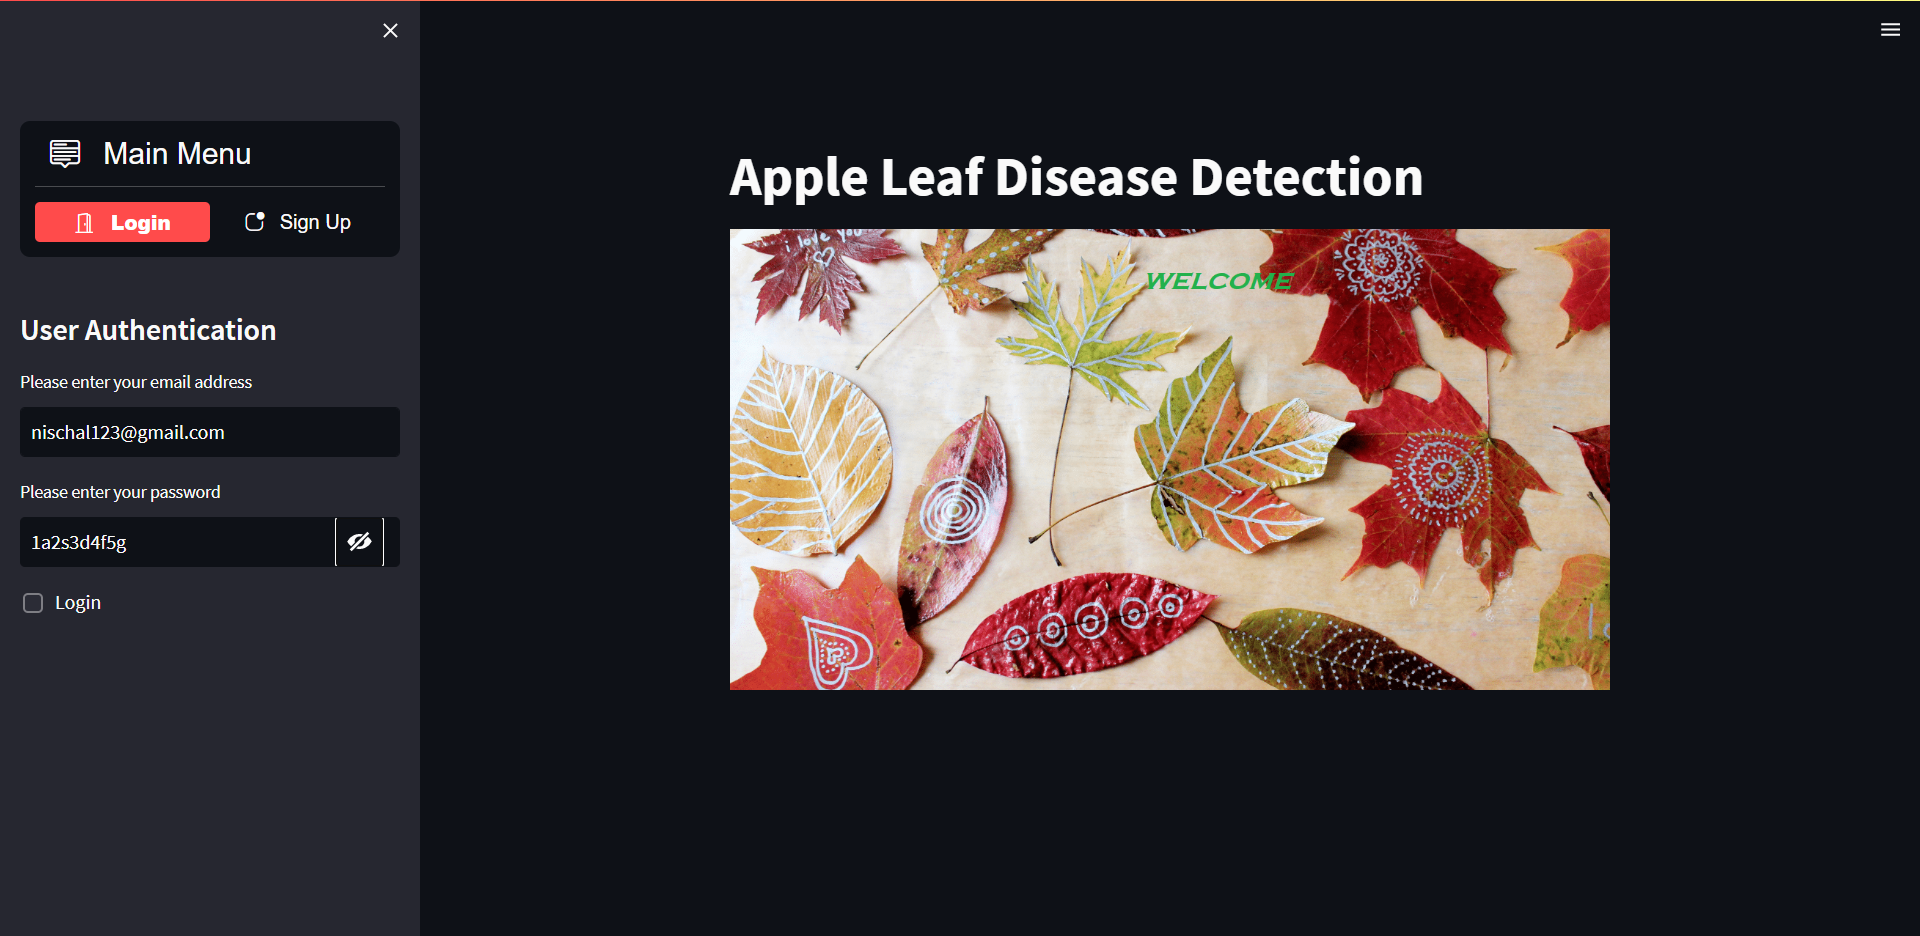 Main Menu
Login
Sign Up
User Authentication
Please enter your email address
nischal123@gmail.com
Please enter your password
1a2s3d4f5g
Login
Apple Leaf Disease Detection
i love you
WELCOME